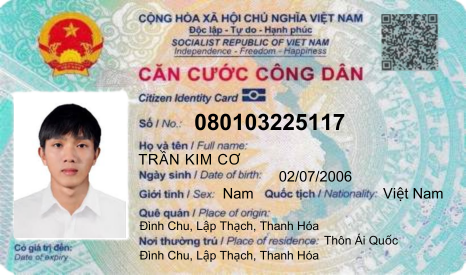 CỘNG HÒA XÃ HỘI CHỦ NGHĨA VIỆT NAM
Độc lập - Tự do - Hạnh phúc
SOCIALIST REPUBLIC OF VIET NAM
Independence - Freedom - Happiness
CĂN CƯỚC CÔNG DÂN
Citizen Identity Card
Số / No.: 080103225117
Họ và tên / Full name:
TRẦN KIM CƠ
Ngày sinh / Date of birth: 02/07/2006
Giới tính / Sex: Nam Quốc tịch / Nationality: Việt Nam
Quê quán / Place of origin:
Đình Chu, Lập Thạch, Thanh Hóa
Nơi thường trú / Place of residence: Thôn Ái Quốc
Đình Chu, Lập Thạch, Thanh Hóa
Có giá trị đến:
Date of expiry